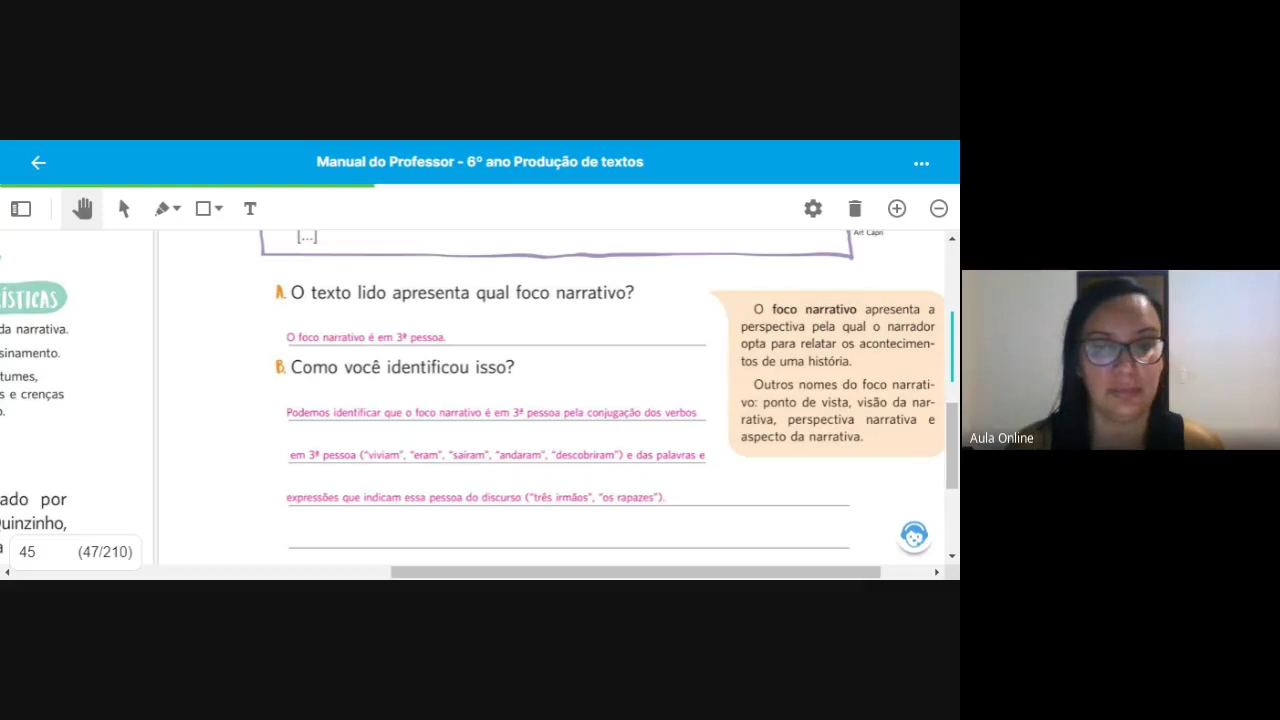 Manual do Professor - 6º ano Produção de textos
T
[...]
Art Capri
ÍSTICAS
da narrativa.
sinamento.
tumes,
s e crenças
o.
ado por
Quinzinho,
a
45 (47/210)
A. O texto lido apresenta qual foco narrativo?
O foco narrativo é em 3ª pessoa.
B. Como você identificou isso?
Podemos identificar que o foco narrativo é em 3ª pessoa pela conjugação dos verbos
em 3ª pessoa ("viviam", "eram", "saíram", "andaram", "descobriram") e das palavras e
expressões que indicam essa pessoa do discurso ("três irmãos", "os rapazes").
O foco narrativo apresenta a
perspectiva pela qual o narrador
opta para relatar os acontecimen-
tos de uma história.
Outros nomes do foco narrati-
vo: ponto de vista, visão da nar-
rativa, perspectiva narrativa e
aspecto da narrativa.
Aula Online